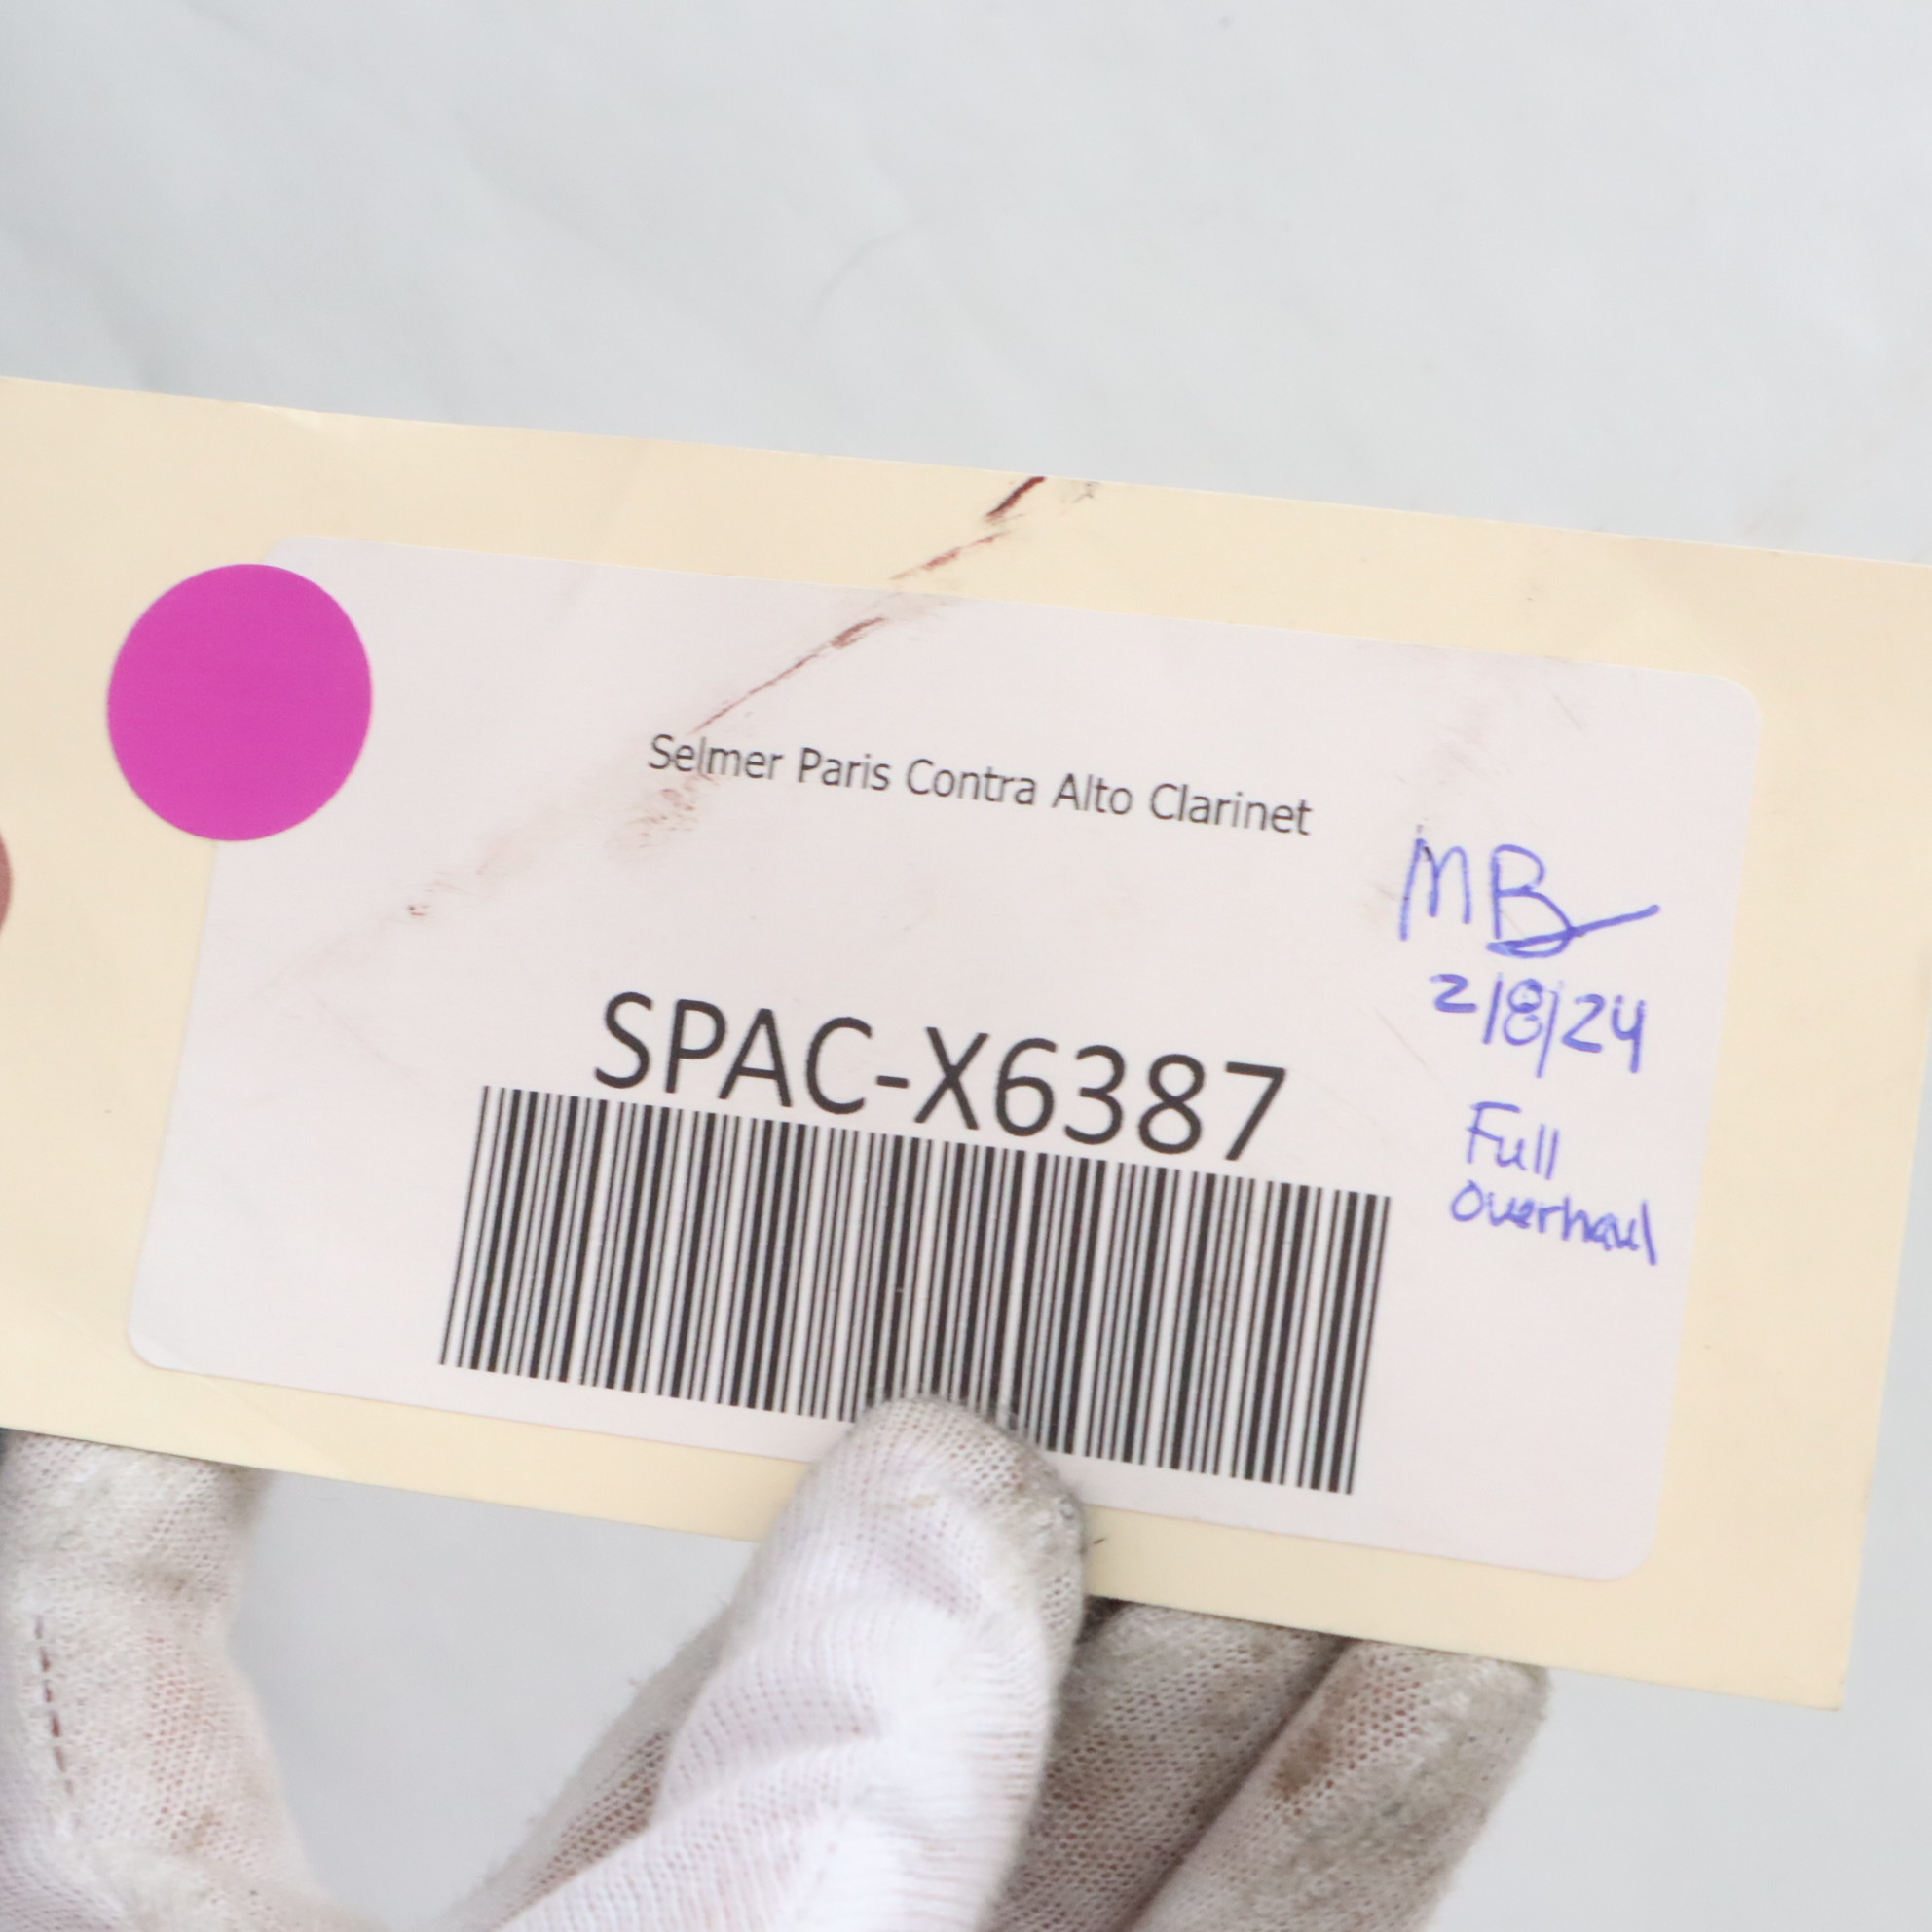 Selmer Paris Contra Alto Clarinet
MB
2/8/24
Full
Overhaul
SPAC-X6387